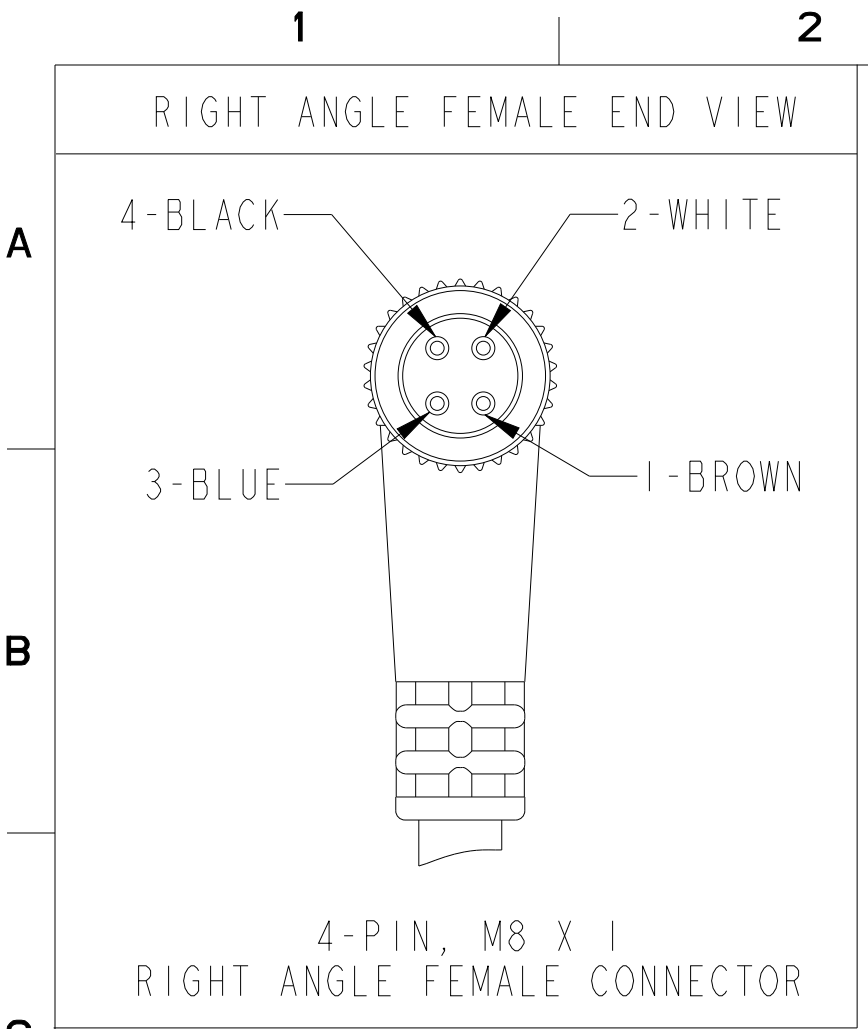 1 2
RIGHT ANGLE FEMALE END VIEW
4-BLACK 2-WHITE
A
3-BLUE 1-BROWN
B
4-PIN, M8 X 1
RIGHT ANGLE FEMALE CONNECTOR